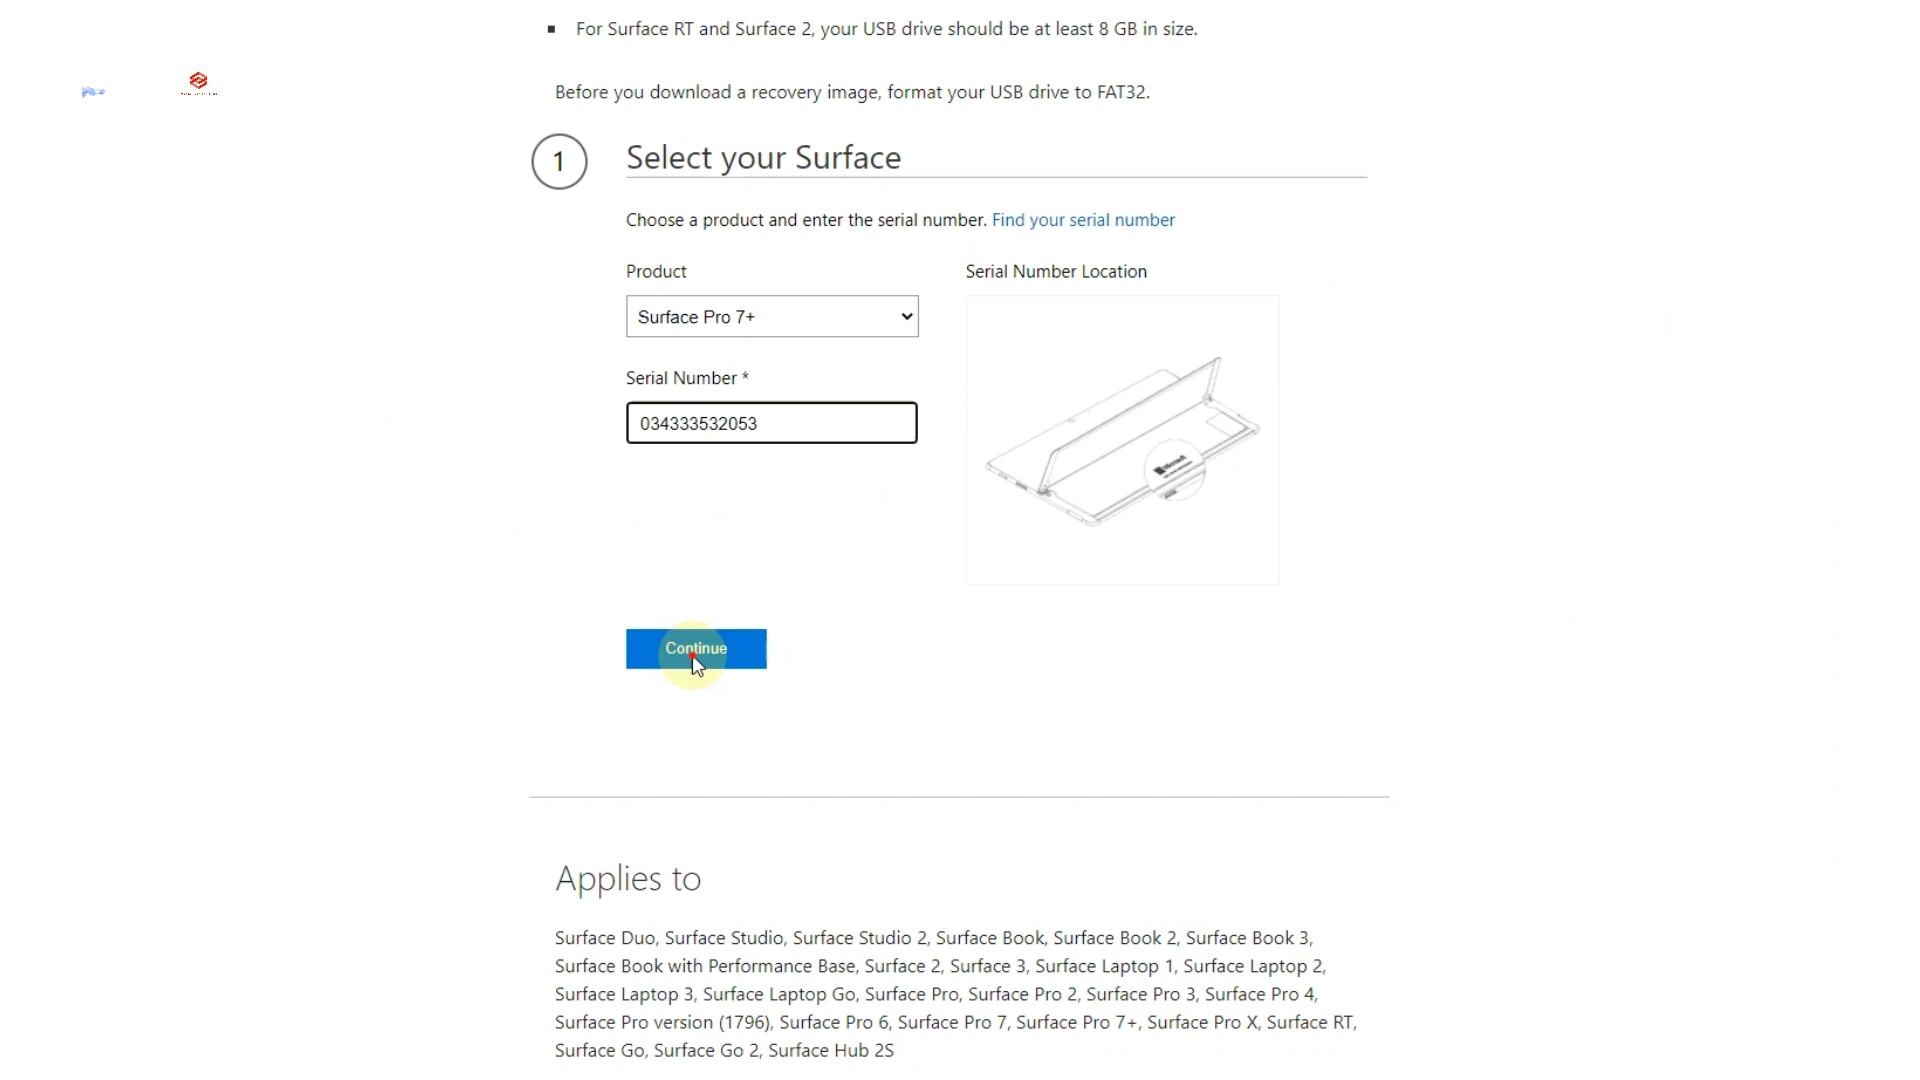 For Surface RT and Surface 2, your USB drive should be at least 8 GB in size.
Before you download a recovery image, format your USB drive to FAT32.
1
Select your Surface
Choose a product and enter the serial number. Find your serial number
Product
Serial Number Location
Surface Pro 7+
Serial Number *
034333532053
Microsoft
Continue
Applies to
Surface Duo, Surface Studio, Surface Studio 2, Surface Book, Surface Book 2, Surface Book 3,
Surface Book with Performance Base, Surface 2, Surface 3, Surface Laptop 1, Surface Laptop 2,
Surface Laptop 3, Surface Laptop Go, Surface Pro, Surface Pro 2, Surface Pro 3, Surface Pro 4,
Surface Pro version (1796), Surface Pro 6, Surface Pro 7, Surface Pro 7+, Surface Pro X, Surface RT,
Surface Go, Surface Go 2, Surface Hub 2S